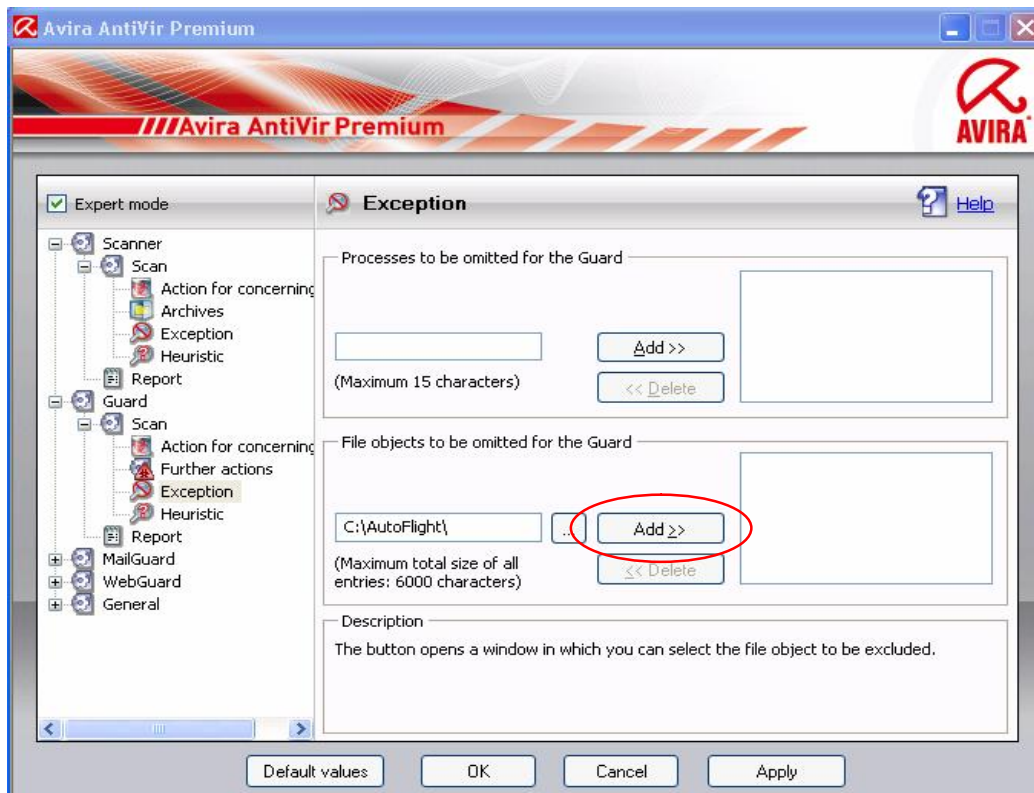 Avira AntiVir Premium
Avira AntiVir Premium
AVIRA
Expert mode
Exception
Help
Scanner
Scan
Action for concerning
Archives
Exception
Heuristic
Report
Guard
Scan
Action for concerning
Further actions
Exception
Heuristic
Report
MailGuard
WebGuard
General
Processes to be omitted for the Guard
Add >>
(Maximum 15 characters)
<< Delete
File objects to be omitted for the Guard
C:\AutoFlight\
...
Add >>
(Maximum total size of all
entries: 6000 characters)
<< Delete
Description
The button opens a window in which you can select the file object to be excluded.
Default values
OK
Cancel
Apply